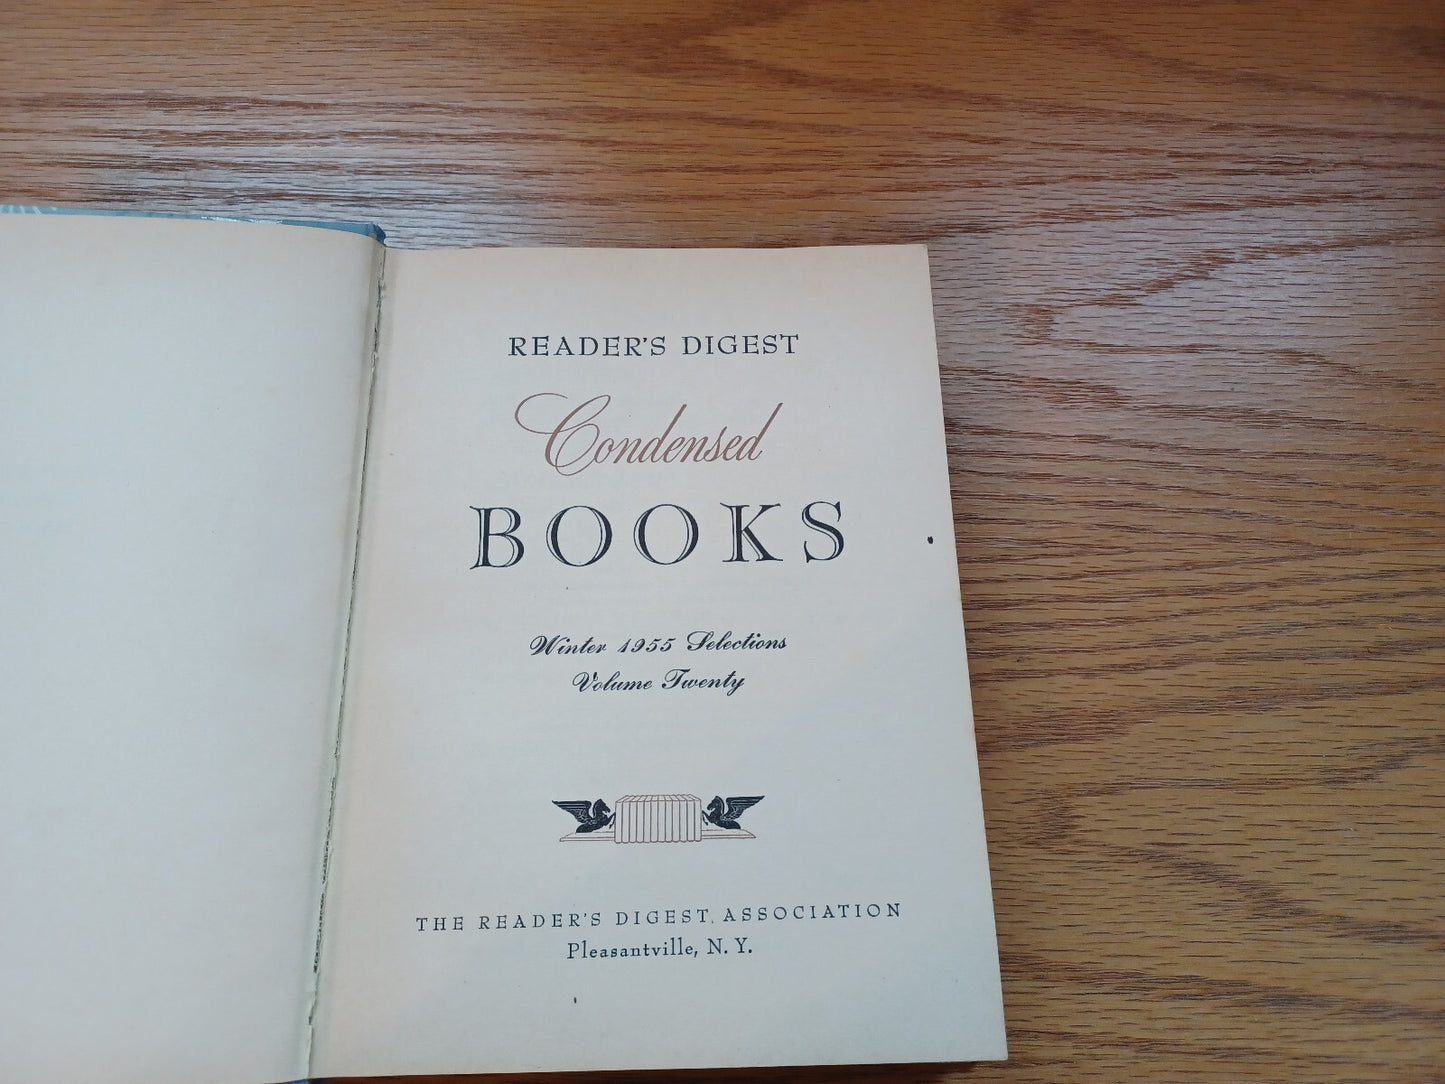 READER'S DIGEST
Condensed
BOOKS
Winter 1955 Selections
Volume Twenty
THE READER'S DIGEST ASSOCIATION
Pleasantville, N. Y.